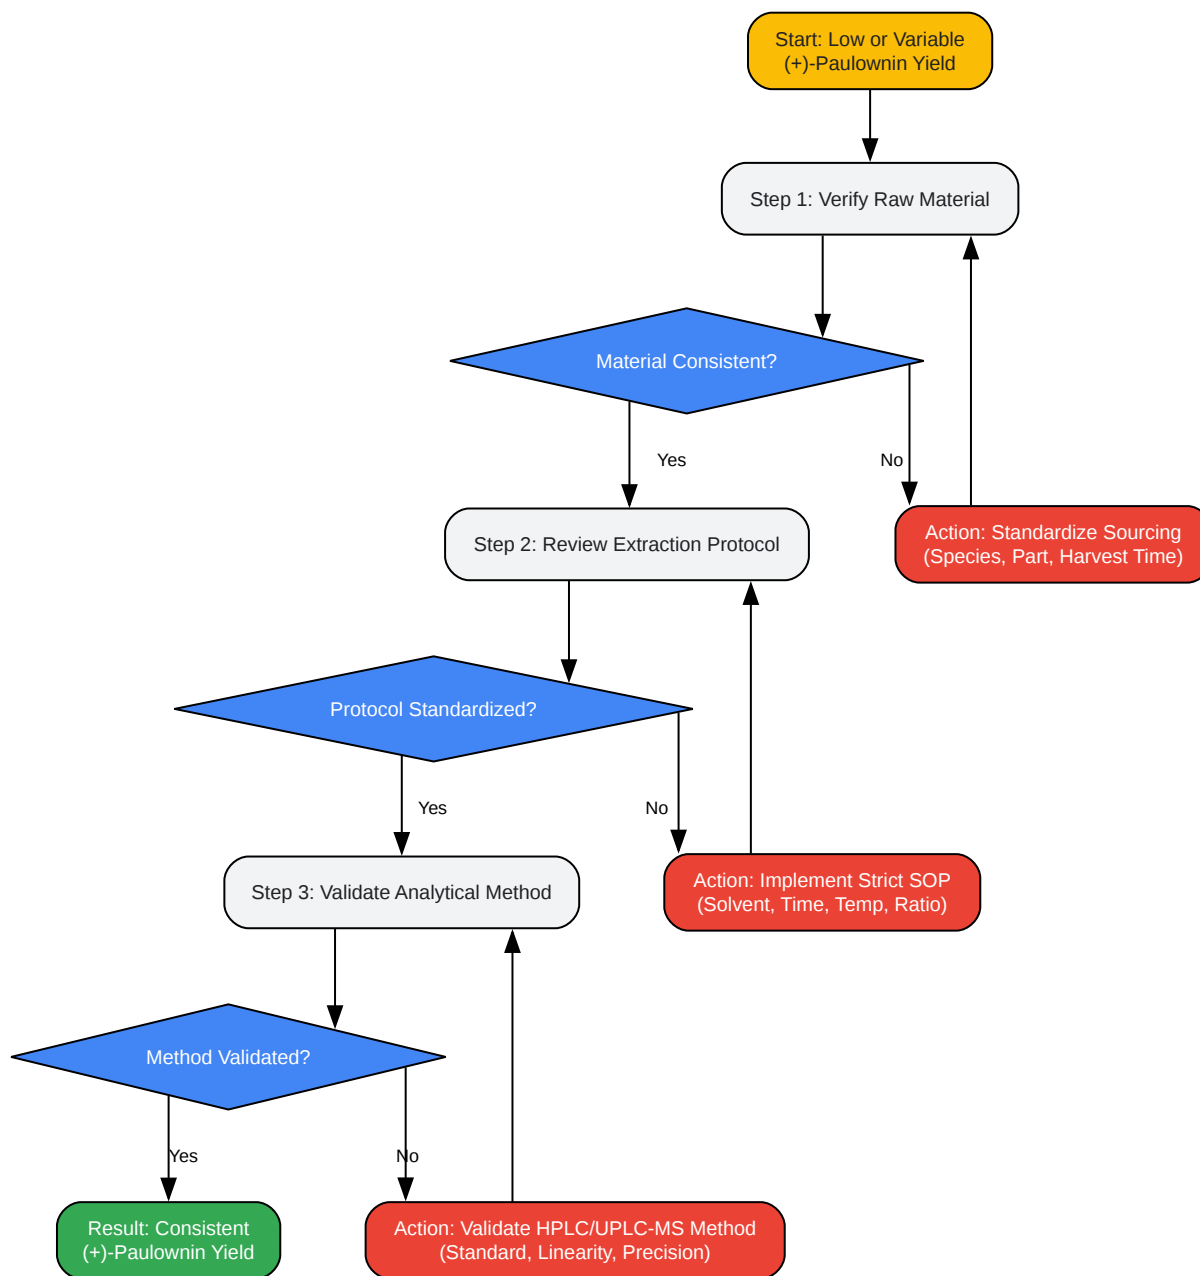 Start: Low or Variable
(+)-Paulownin Yield
Step 1: Verify Raw Material
Material Consistent?
Yes
No
Action: Standardize Sourcing
(Species, Part, Harvest Time)
Step 2: Review Extraction Protocol
Protocol Standardized?
Yes
No
Action: Implement Strict SOP
(Solvent, Time, Temp, Ratio)
Step 3: Validate Analytical Method
Method Validated?
Yes
No
Result: Consistent
(+)-Paulownin Yield
Action: Validate HPLC/UPLC-MS Method
(Standard, Linearity, Precision)